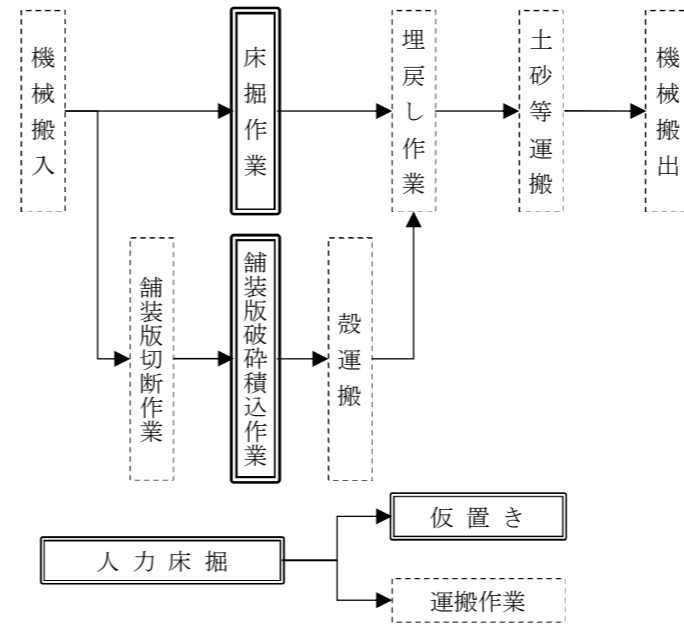 機械搬入
床掘作業
埋戻し作業
土砂等運搬
機械搬出
舗装版切断作業
舗装版破砕積込作業
殻運搬
仮置き
人力床掘
運搬作業